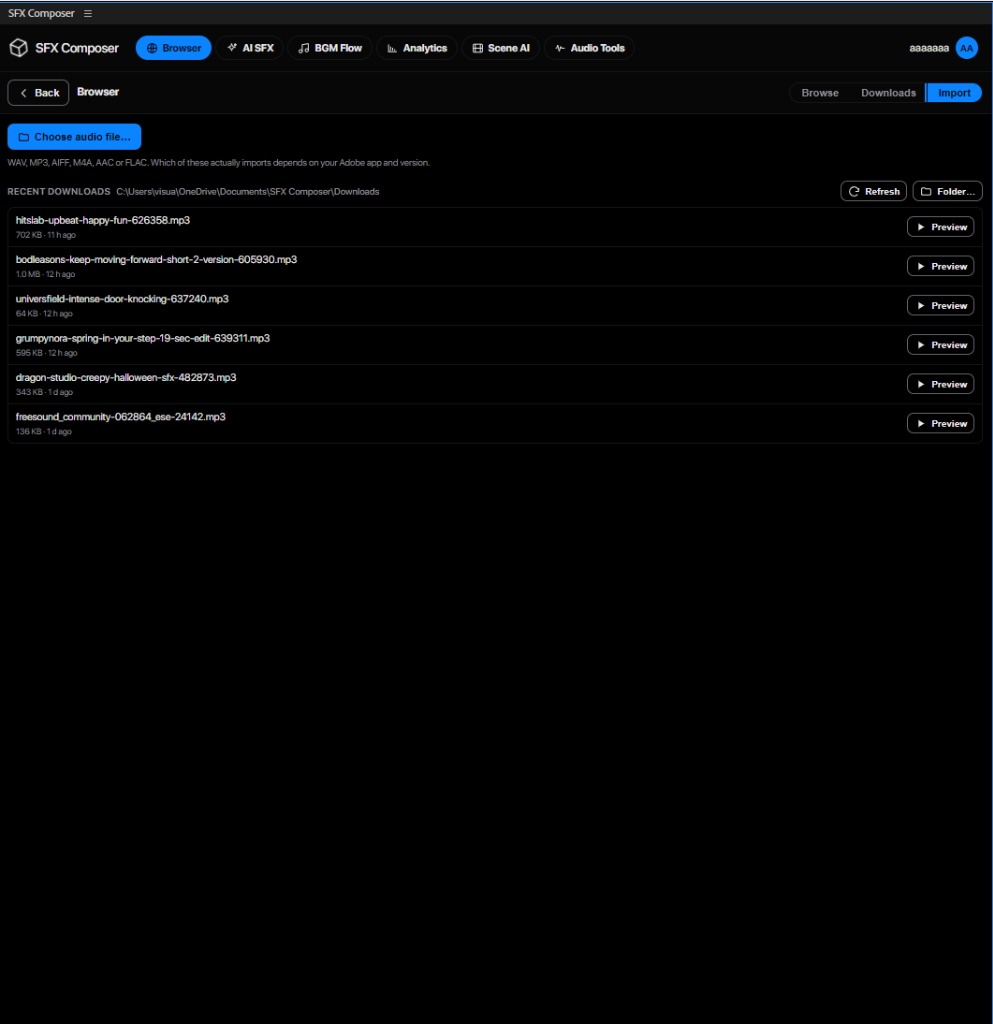 SFX Composer
SFX Composer Browser AI SFX BGM Flow Analytics Scene AI Audio Tools aaaaaaa AA
Back Browser Browse Downloads Import
Choose audio file...
WAV, MP3, AIFF, M4A, AAC or FLAC. Which of these actually imports depends on your Adobe app and version.
RECENT DOWNLOADS C:\Users\visua\OneDrive\Documents\SFX Composer\Downloads Refresh Folder...
hitslab-upbeat-happy-fun-626358.mp3
702 KB · 11 h ago
Preview
bodleasons-keep-moving-forward-short-2-version-605930.mp3
1.0 MB · 12 h ago
Preview
universfield-intense-door-knocking-637240.mp3
64 KB · 12 h ago
Preview
grumpynora-spring-in-your-step-19-sec-edit-639311.mp3
595 KB · 12 h ago
Preview
dragon-studio-creepy-halloween-sfx-482873.mp3
343 KB · 1 d ago
Preview
freesound_community-062864_ese-24142.mp3
136 KB · 1 d ago
Preview